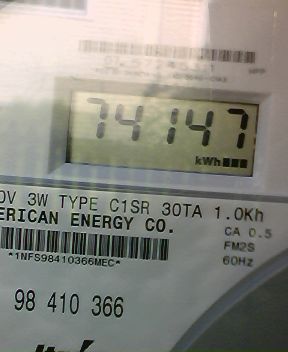 74147
kWh
0V 3W TYPE C1SR 30TA 1.0Kh
ERICAN ENERGY CO.
CA 0.5
FM2S
60Hz
*1NFS98410366MEC*
98 410 366